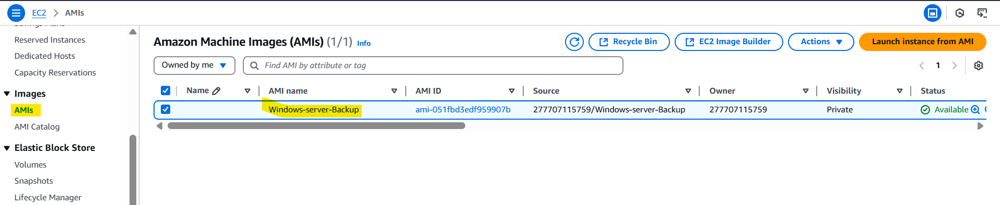 EC2 > AMIs
Savings Plans
Reserved Instances
Dedicated Hosts
Capacity Reservations
Images
AMIs
AMI Catalog
Elastic Block Store
Volumes
Snapshots
Lifecycle Manager
Amazon Machine Images (AMIs) (1/1) Info
Recycle Bin
EC2 Image Builder
Actions
Launch instance from AMI
Owned by me
Find AMI by attribute or tag
1
Name AMI name AMI ID Source Owner Visibility Status
Windows-server-Backup ami-051fbd3edf959907b 277707115759/Windows-server-Backup 277707115759 Private Available